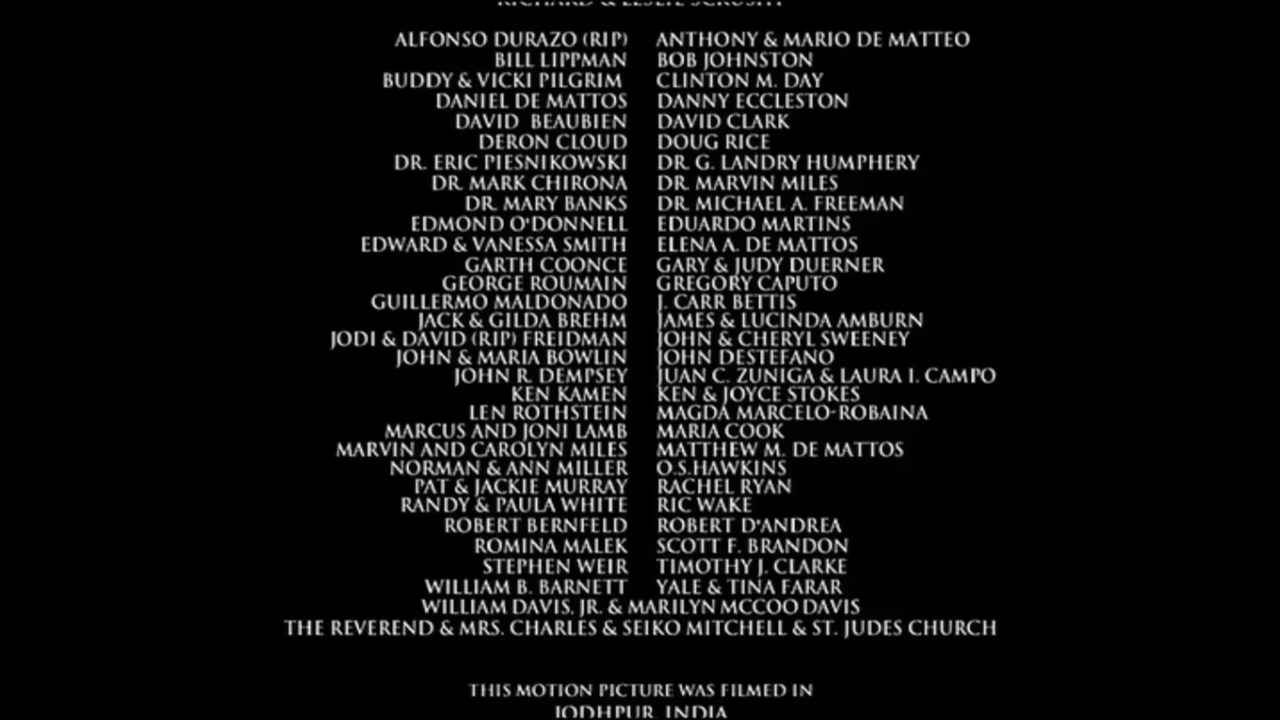 RICHARD & LESLIE SCRUSHY
ALFONSO DURAZO (RIP) ANTHONY & MARIO DE MATTEO
BILL LIPPMAN BOB JOHNSTON
BUDDY & VICKI PILGRIM CLINTON M. DAY
DANIEL DE MATTOS DANNY ECCLESTON
DAVID BEAUBIEN DAVID CLARK
DERON CLOUD DOUG RICE
DR. ERIC PIESNIKOWSKI DR. G. LANDRY HUMPHERY
DR. MARK CHIRONA DR. MARVIN MILES
DR. MARY BANKS DR. MICHAEL A. FREEMAN
EDMOND O'DONNELL EDUARDO MARTINS
EDWARD & VANESSA SMITH ELENA A. DE MATTOS
GARTH COONCE GARY & JUDY DUERNER
GEORGE ROUMAIN GREGORY CAPUTO
GUILLERMO MALDONADO J. CARR BETTIS
JACK & GILDA BREHM JAMES & LUCINDA AMBURN
JODI & DAVID (RIP) FREIDMAN JOHN & CHERYL SWEENEY
JOHN & MARIA BOWLIN JOHN DESTEFANO
JOHN R. DEMPSEY JUAN C. ZUNIGA & LAURA I. CAMPO
KEN KAMEN KEN & JOYCE STOKES
LEN ROTHSTEIN MAGDA MARCELO-ROBAINA
MARCUS AND JONI LAMB MARIA COOK
MARVIN AND CAROLYN MILES MATTHEW M. DE MATTOS
NORMAN & ANN MILLER O.S.HAWKINS
PAT & JACKIE MURRAY RACHEL RYAN
RANDY & PAULA WHITE RIC WAKE
ROBERT BERNFELD ROBERT D'ANDREA
ROMINA MALEK SCOTT F. BRANDON
STEPHEN WEIR TIMOTHY J. CLARKE
WILLIAM B. BARNETT YALE & TINA FARAR
WILLIAM DAVIS, JR. & MARILYN MCCOO DAVIS
THE REVEREND & MRS. CHARLES & SEIKO MITCHELL & ST. JUDES CHURCH
THIS MOTION PICTURE WAS FILMED IN
JODHPUR, INDIA